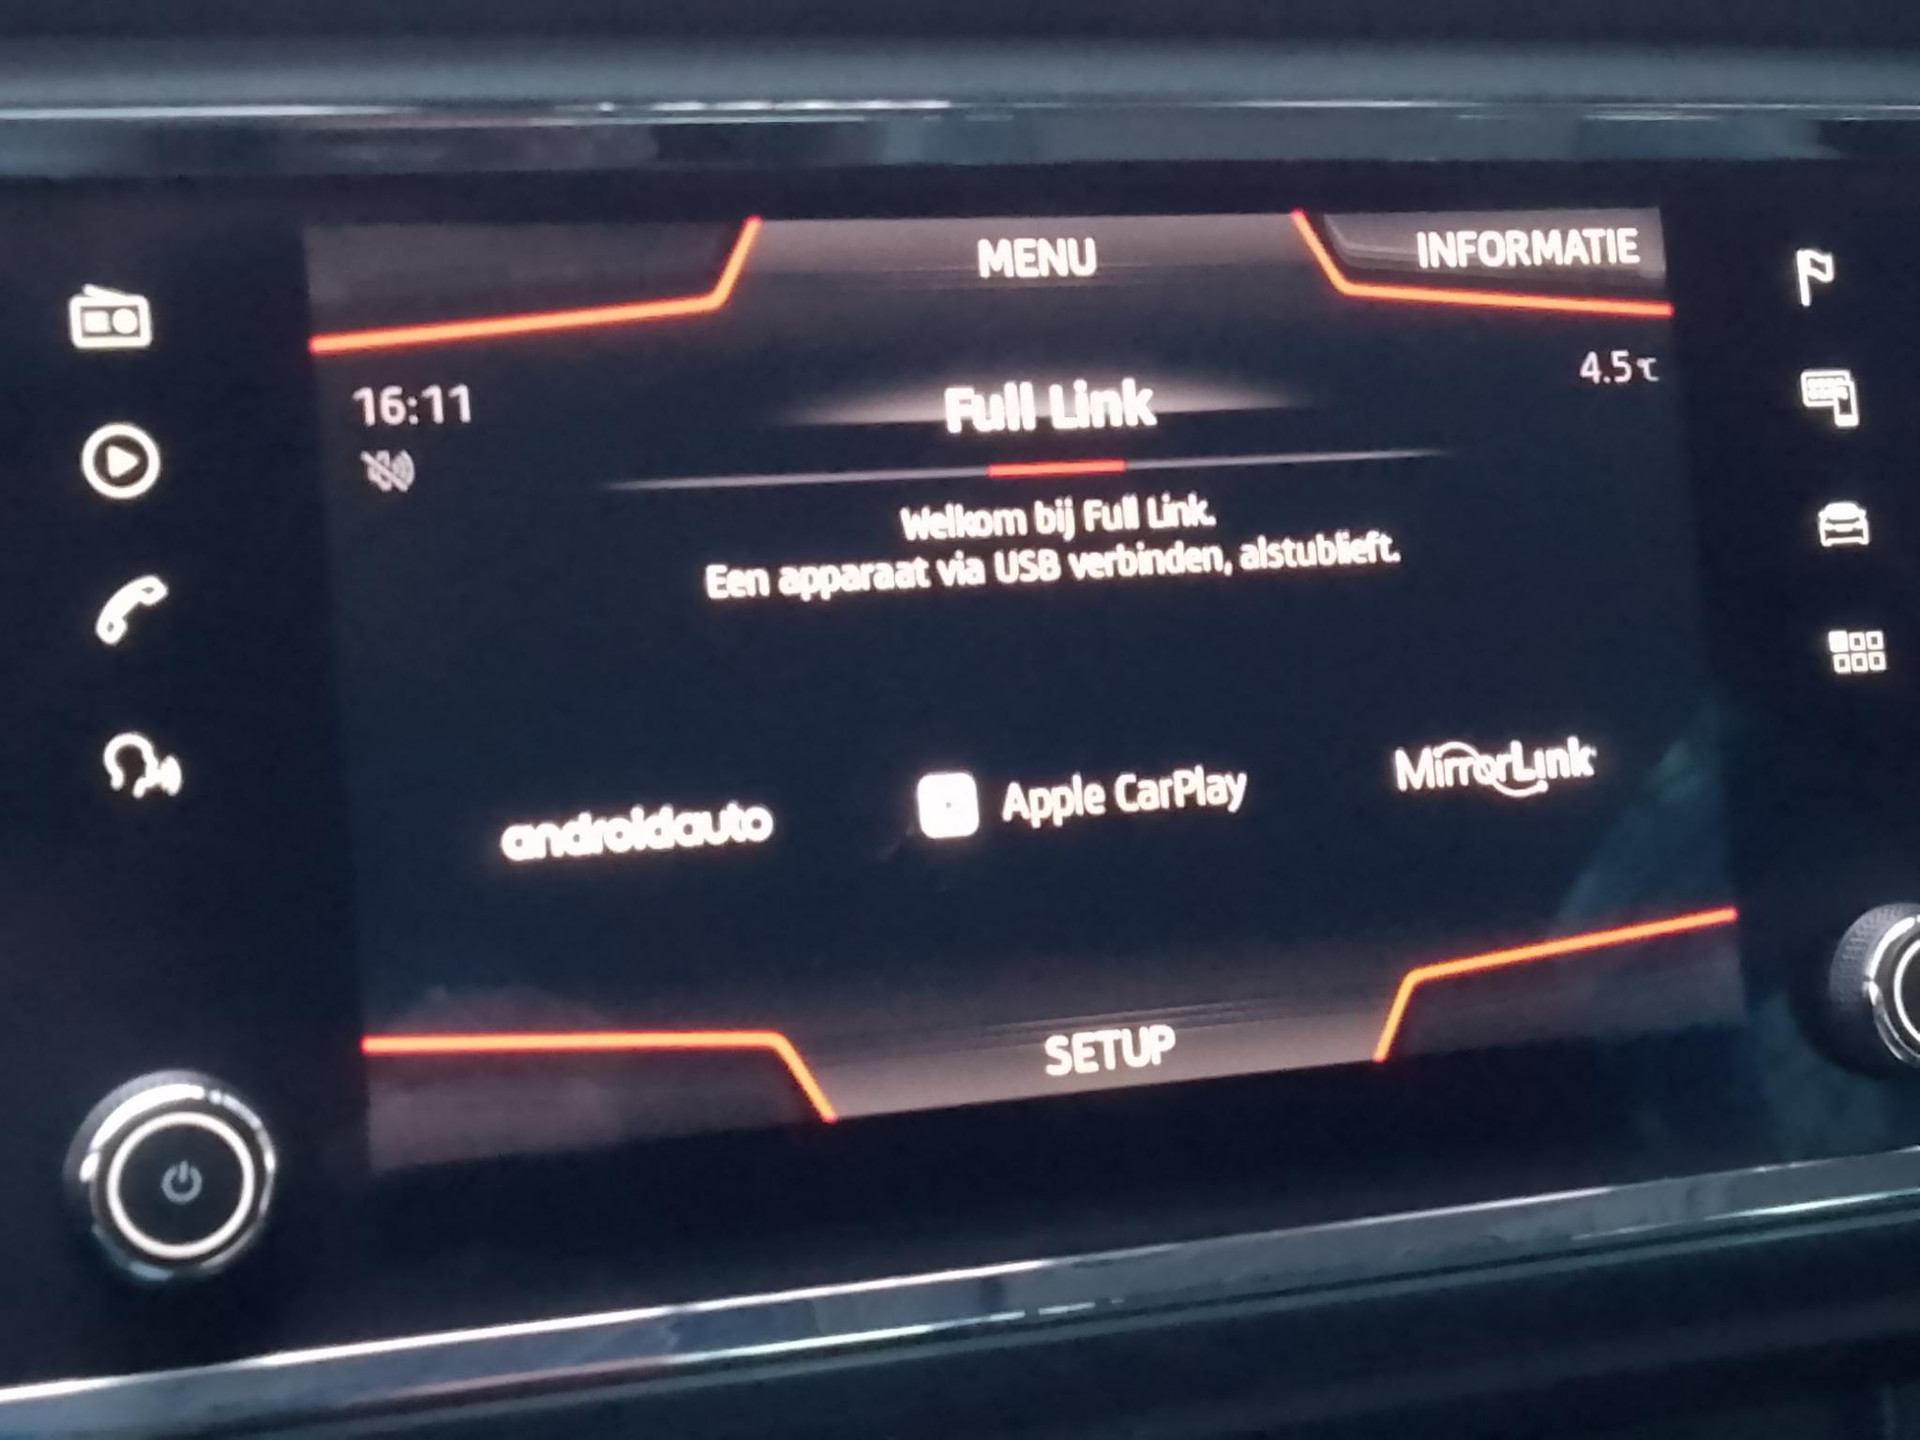 MENU
INFORMATIE
16:11
4.5℃
Full Link
Welkom bij Full Link.
Een apparaat via USB verbinden, alstublieft.
androidauto
Apple CarPlay
MirrorLink
SETUP